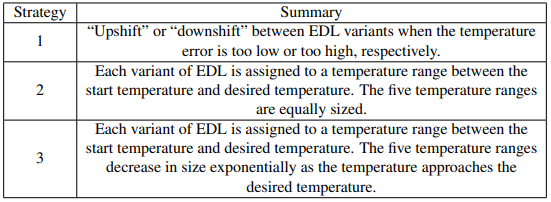 Strategy Summary
1 “Upshift” or “downshift” between EDL variants when the temperature
error is too low or too high, respectively.
2 Each variant of EDL is assigned to a temperature range between the
start temperature and desired temperature. The five temperature ranges
are equally sized.
3 Each variant of EDL is assigned to a temperature range between the
start temperature and desired temperature. The five temperature ranges
decrease in size exponentially as the temperature approaches the
desired temperature.